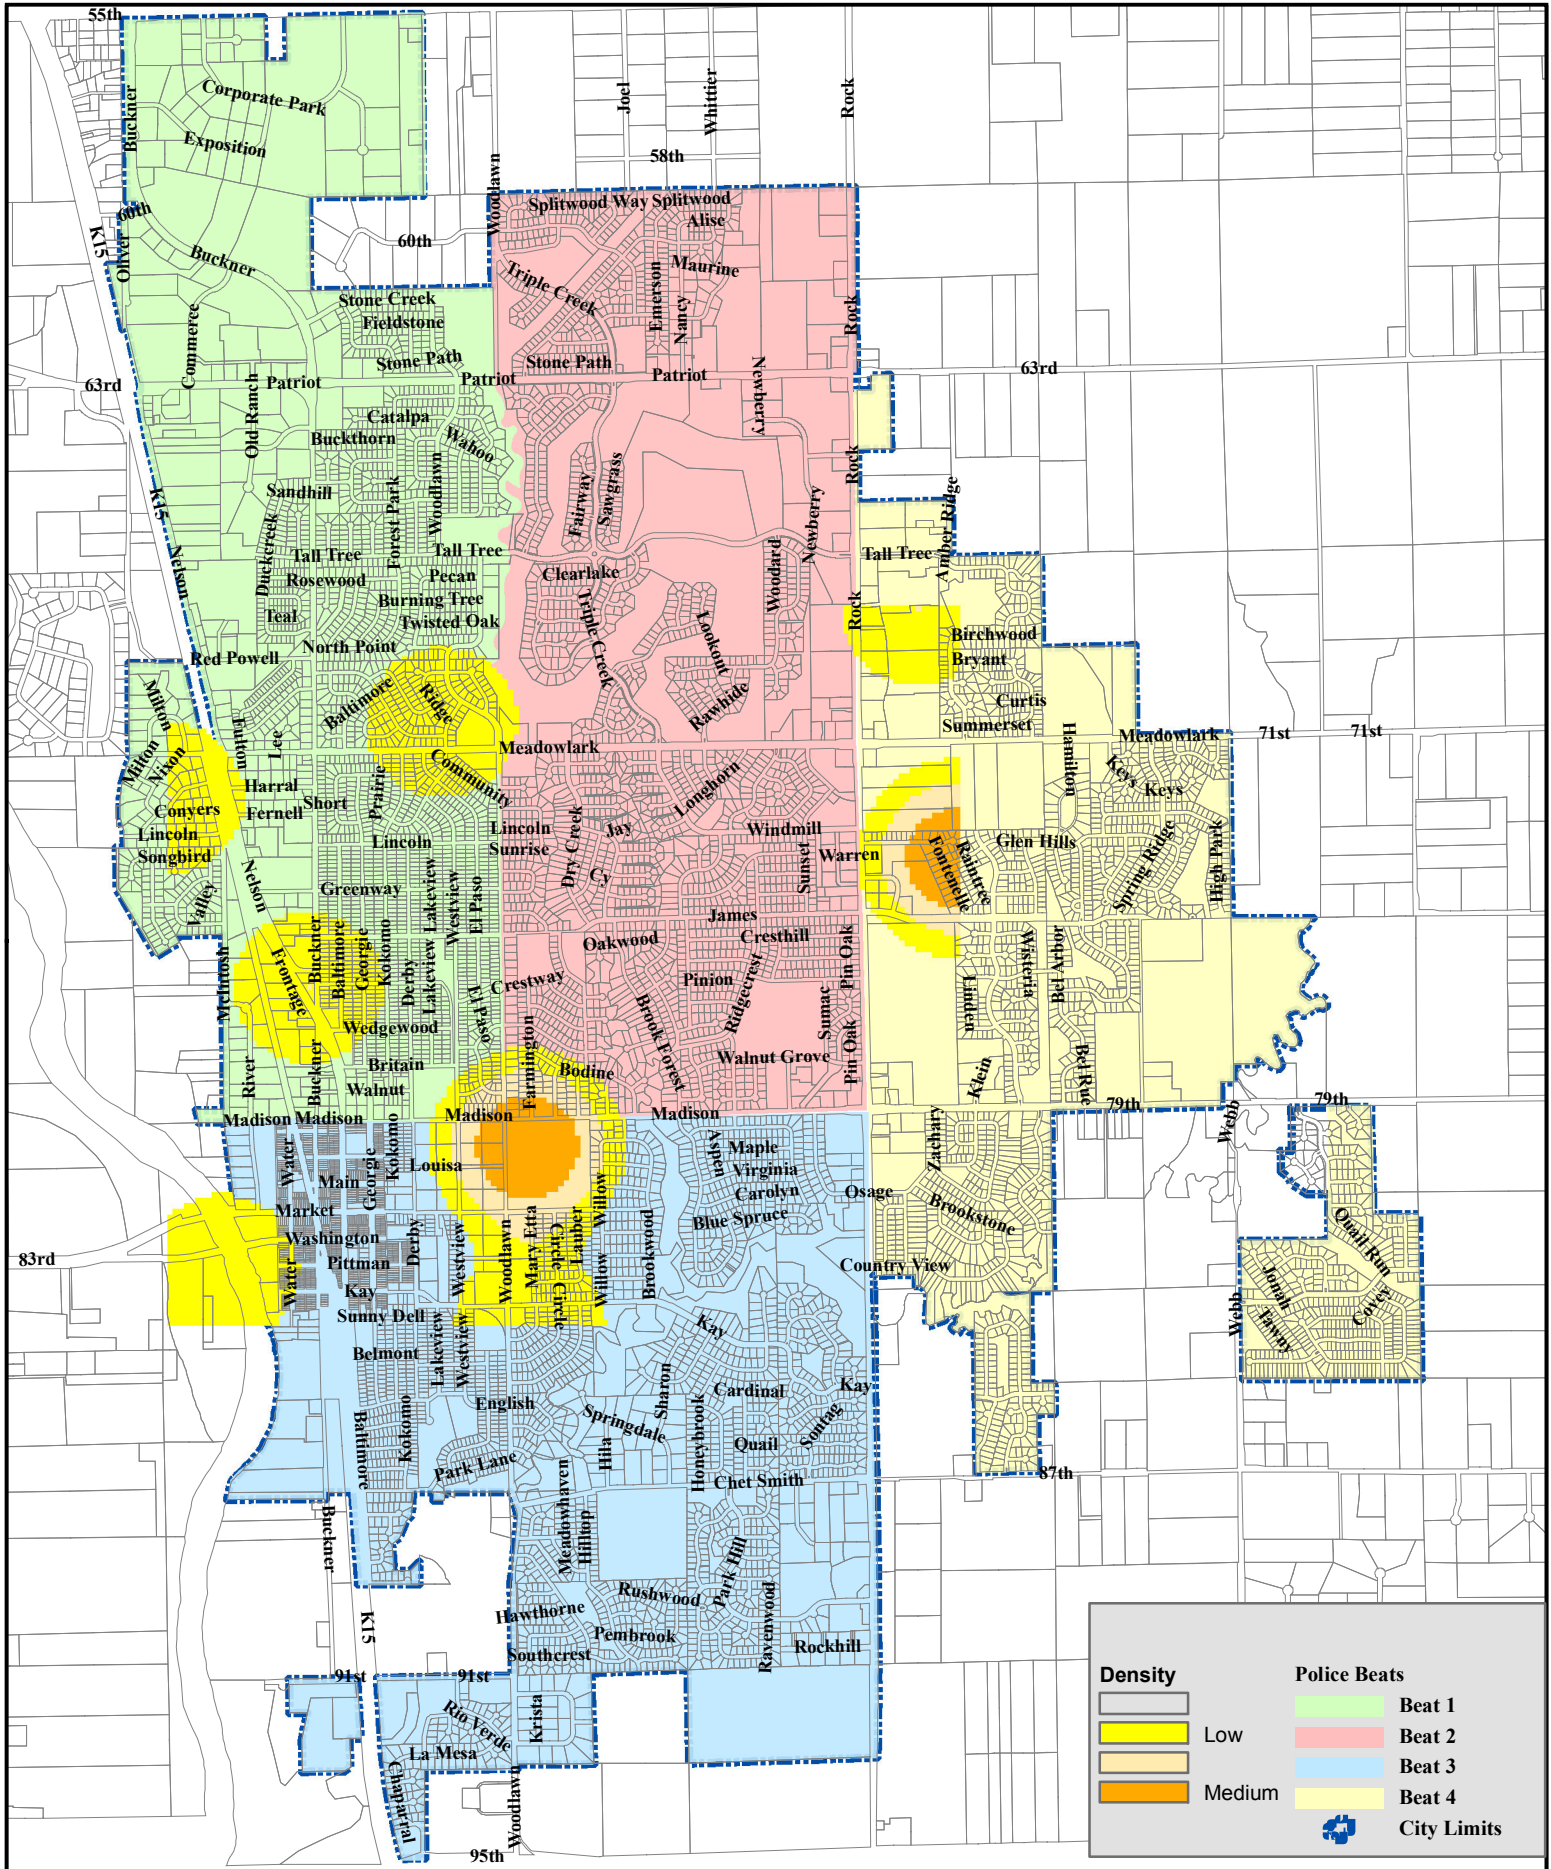 55th
Buckner
Corporate Park
Exposition
Joel
Whittier
Rock
58th
60th
K15
Oliver
Buckner
60th
Woodlawn
Splitwood Way Splitwood
Alise
Triple Creek
Maurine
Emerson
Nancy
Rock
Stone Creek
Fieldstone
Commerce
Stone Path
Stone Path
63rd
Patriot
Patriot
Patriot
63rd
Newberry
Old Ranch
Catalpa
Buckthorn
Wahoo
Rock
Sandhill
Forest Park
Woodlawn
Fairway
Sawgrass
Newberry
Amber Ridge
K15
Nelson
Duckcreek
Tall Tree
Tall Tree
Tall Tree
Rosewood
Pecan
Clearlake
Woodard
Burning Tree
Teal
Twisted Oak
Triple Creek
Lookout
Rock
Birchwood
North Point
Red Powell
Bryant
Milton
Baltimore
Ridge
Rawhide
Curtis
Summerset
Fulton
Lee
Meadowlark
Hamilton
Meadowlark
71st
71st
Milton
Nixon
Community
Keys
Keys
Harral
Prairie
Longhorn
Conyers
Fernell
Short
Lincoln
Lincoln
Lincoln
Dry Creek
Jay
Windmill
Glen Hills
Songbird
Sunrise
Sunset
Warren
Fontenelle
Raintree
Spring Ridge
High Park
Valley
Nelson
Greenway
Lakeview
Westview
El Paso
Cy
James
Oakwood
Cresthill
McIntosh
Frontage
Buckner
Baltimore
Georgie
Kokomo
Derby
Lakeview
El Paso
Crestway
Pinion
Ridgecrest
Pin Oak
Linden
Wisteria
Bel Arbor
Wedgewood
Brook Forest
Sumac
River
Buckner
Britain
Walnut
Farmington
Bodine
Walnut Grove
Pin Oak
Klein
Bel Rue
Madison Madison
Madison
Madison
79th
79th
Webb
Water
Main
Georgie
Kokomo
Louisa
Aspen
Maple
Virginia
Carolyn
Zachary
Osage
Brookstone
Market
Blue Spruce
Willow
Quail Run
83rd
Washington
Derby
Westview
Woodlawn
Mary Etta
Circle
Lauber
Brookwood
Pittman
Country View
Water
Kay
Circle
Willow
Jonah
Covey
Sunny Dell
Webb
Tawny
Lakeview
Westview
Kay
Belmont
Sharon
Cardinal
Kay
English
Springdale
Honeybrook
Sontag
Baltimore
Kokomo
Hila
Quail
Park Lane
Chet Smith
87th
Buckner
Meadowhaven
Hilltop
Park Hill
Rushwood
Hawthorne
Ravenwood
K15
Pembrook
Rockhill
Southcrest
91st
91st
Rio Verde
Krista
La Mesa
Chaparral
Woodlawn
95th
Density
Low
Medium
Police Beats
Beat 1
Beat 2
Beat 3
Beat 4
City Limits